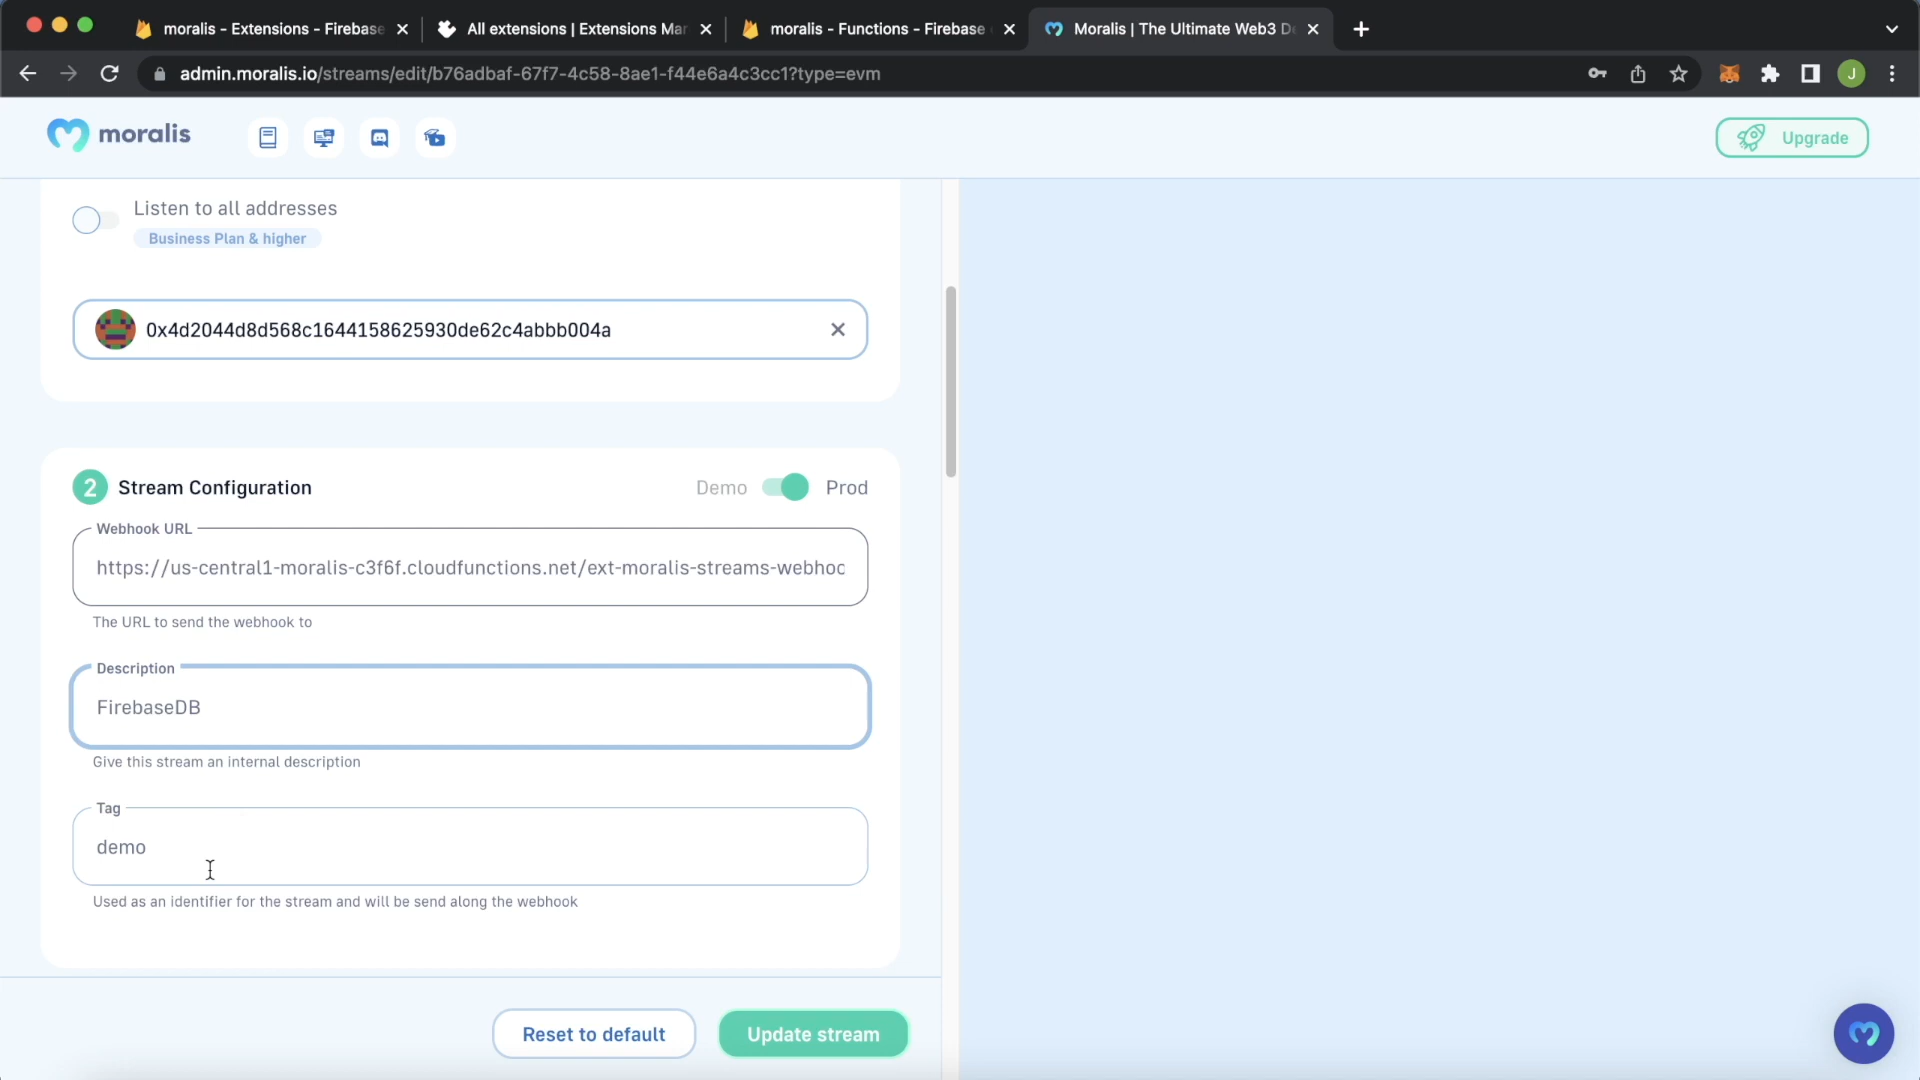 moralis - Extensions - Firebase
All extensions | Extensions Mar
moralis - Functions - Firebase
Moralis | The Ultimate Web3 De
admin.moralis.io/streams/edit/b76adbaf-67f7-4c58-8ae1-f44e6a4c3cc1?type=evm
J
moralis
Upgrade
Listen to all addresses
Business Plan & higher
0x4d2044d8d568c1644158625930de62c4abbb004a
2 Stream Configuration
Demo
Prod
Webhook URL
https://us-central1-moralis-c3f6f.cloudfunctions.net/ext-moralis-streams-webhoc
The URL to send the webhook to
Description
FirebaseDB
Give this stream an internal description
Tag
demo
Used as an identifier for the stream and will be send along the webhook
Reset to default
Update stream